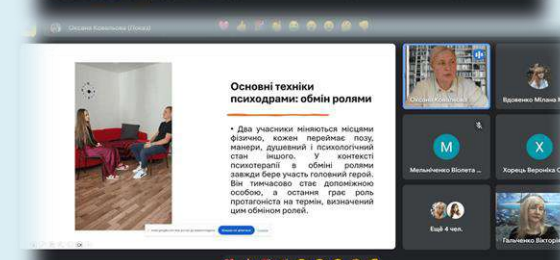 Оксана Ковальова (Показ)
Основні техніки
психодрами: обмін ролями
• Два учасники міняються місцями
фізично, кожен переймає позу,
манери, душевний і психологічний
стан іншого. У контексті
психотерапії в обміні ролями
завжди бере участь головний герой.
Він тимчасово стає допоміжною
особою, а остання грає роль
протагоніста на термін, визначений
цим обміном ролей.
Оксана Ковальова
Вдовенко Мілана
М
Мельніченко Віолета ...
Х
Хорець Вероніка
Ещё 4 чел.
Гальченко Вікторія